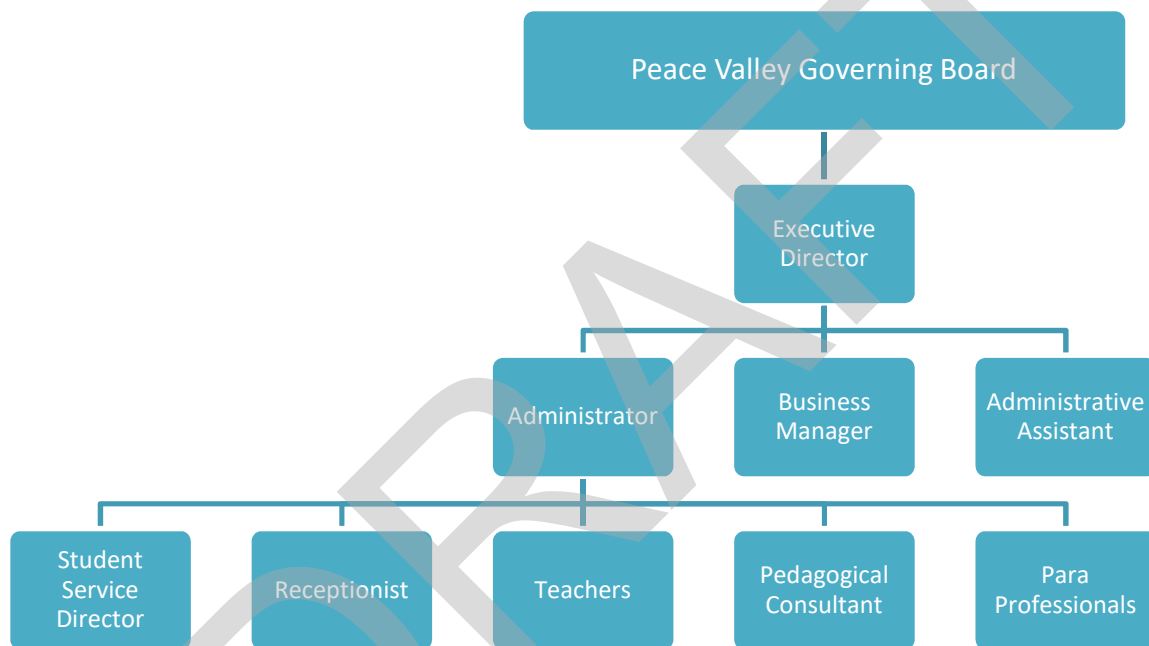 Peace Valley Governing Board
Executive
Director
Administrator
Business
Manager
Administrative
Assistant
Student
Service
Director
Receptionist
Teachers
Pedagogical
Consultant
Para
Professionals
DRAFT